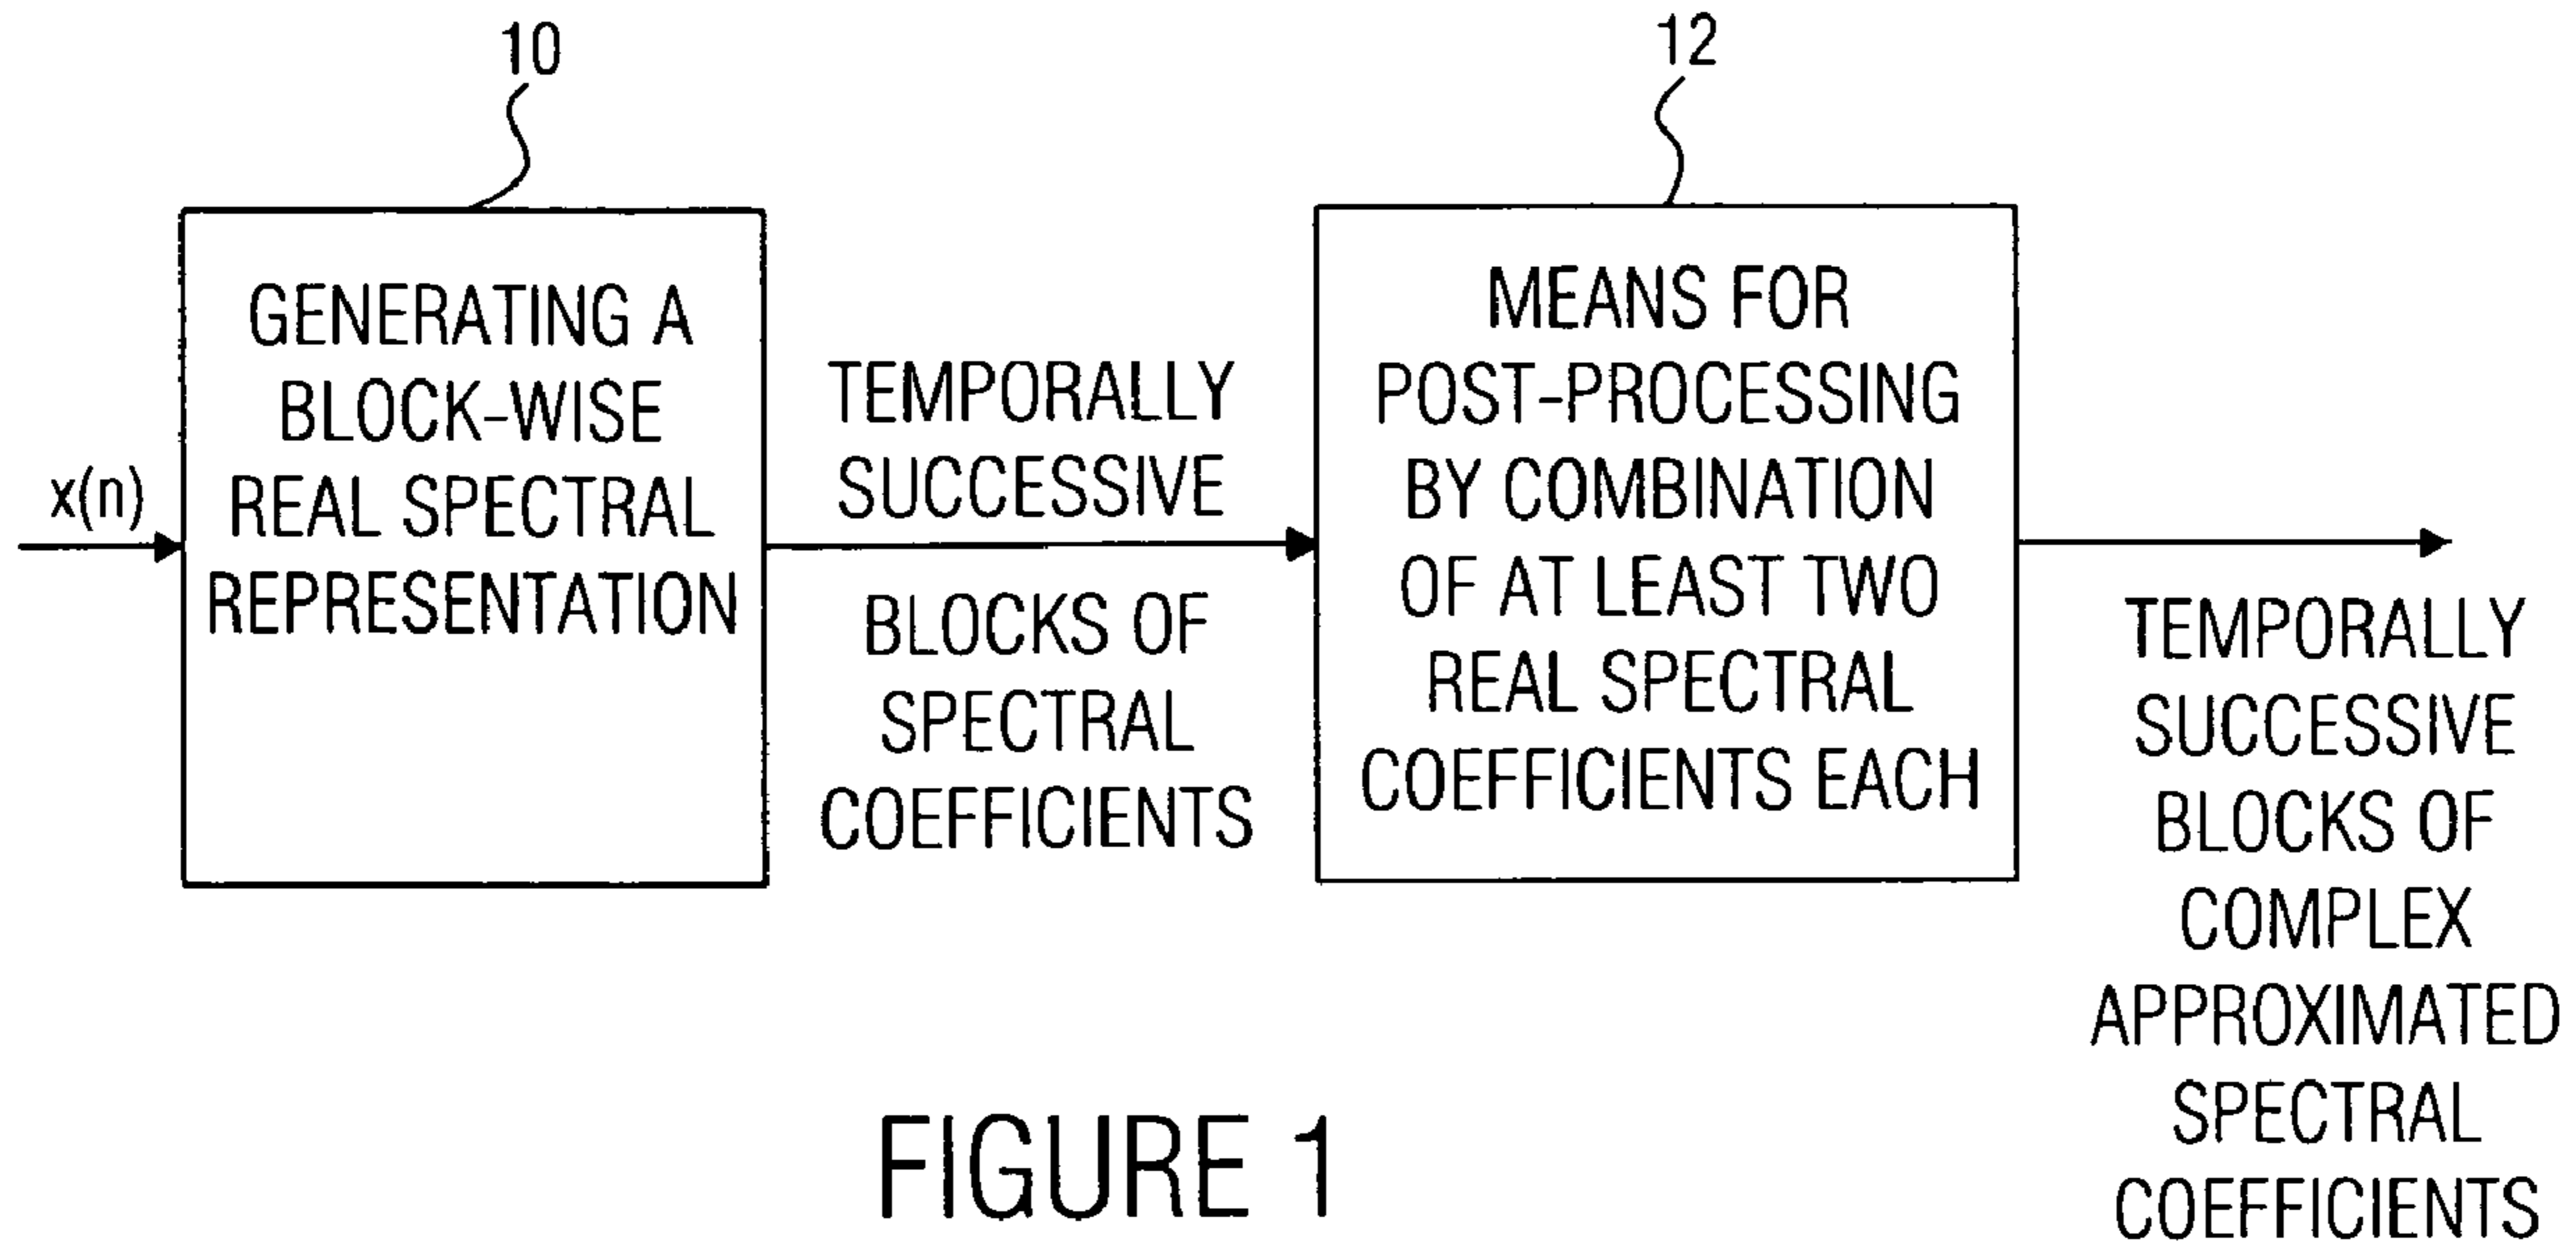 10
12
x(n)
GENERATING A
BLOCK-WISE
REAL SPECTRAL
REPRESENTATION
TEMPORALLY
SUCCESSIVE
BLOCKS OF
SPECTRAL
COEFFICIENTS
MEANS FOR
POST-PROCESSING
BY COMBINATION
OF AT LEAST TWO
REAL SPECTRAL
COEFFICIENTS EACH
TEMPORALLY
SUCCESSIVE
BLOCKS OF
COMPLEX
APPROXIMATED
SPECTRAL
COEFFICIENTS
FIGURE 1